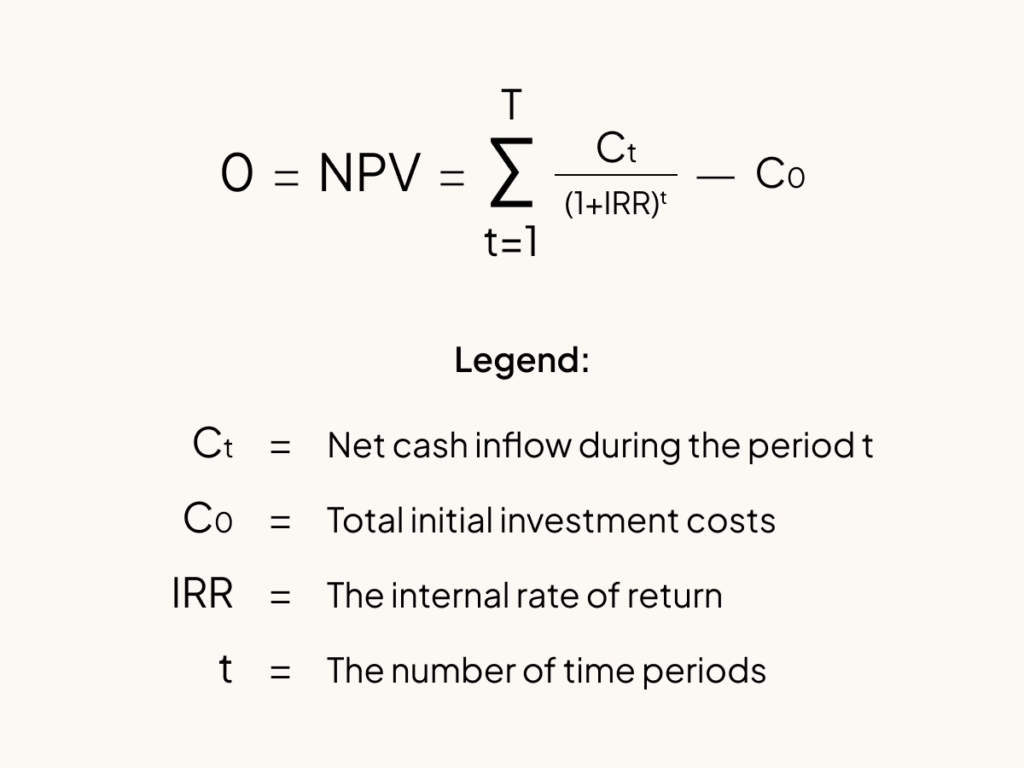 T
0 = NPV = ∑ Ct/(1+IRR)ᵗ — C0
t=1
Legend:
Ct = Net cash inflow during the period t
C0 = Total initial investment costs
IRR = The internal rate of return
t = The number of time periods